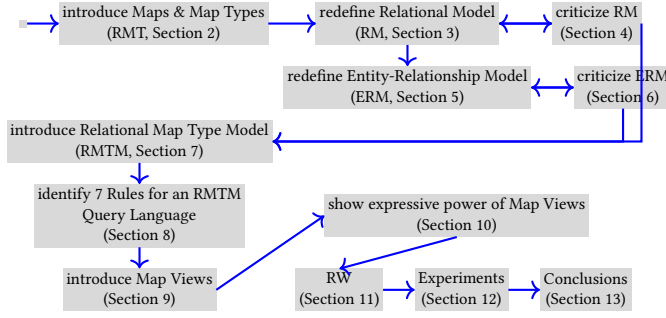 introduce Maps & Map Types
(RMT, Section 2)
redefine Relational Model
(RM, Section 3)
criticize RM
(Section 4)
redefine Entity-Relationship Model
(ERM, Section 5)
criticize ERM
(Section 6)
introduce Relational Map Type Model
(RMTM, Section 7)
identify 7 Rules for an RMTM
Query Language
(Section 8)
show expressive power of Map Views
(Section 10)
introduce Map Views
(Section 9)
RW
(Section 11)
Experiments
(Section 12)
Conclusions
(Section 13)